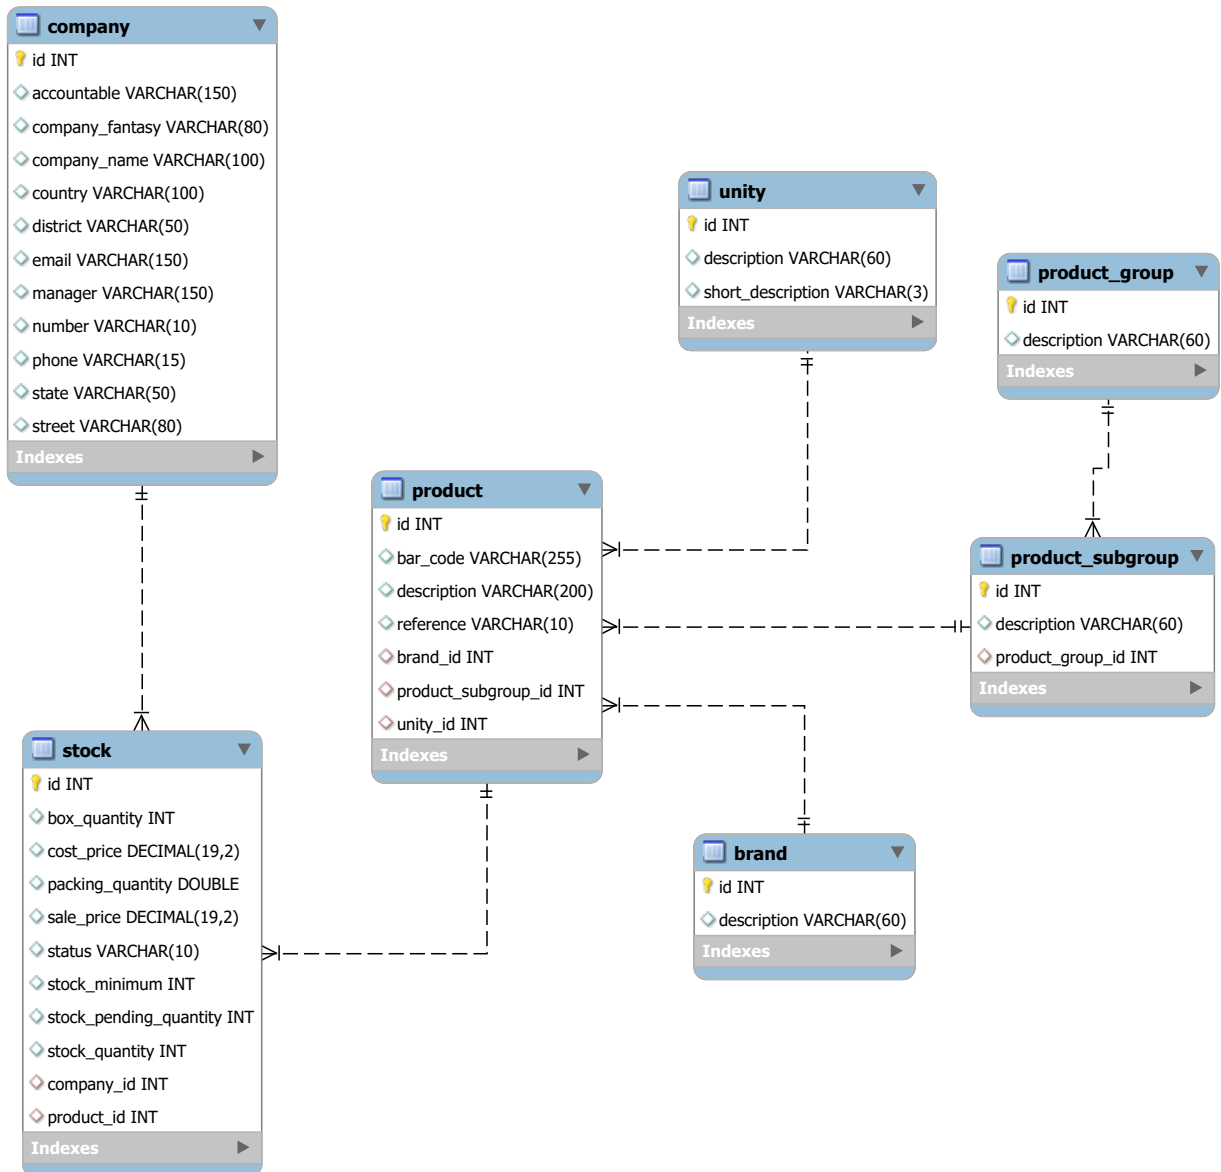 company
id INT
accountable VARCHAR(150)
company_fantasy VARCHAR(80)
company_name VARCHAR(100)
country VARCHAR(100)
district VARCHAR(50)
email VARCHAR(150)
manager VARCHAR(150)
number VARCHAR(10)
phone VARCHAR(15)
state VARCHAR(50)
street VARCHAR(80)
Indexes
unity
id INT
description VARCHAR(60)
short_description VARCHAR(3)
Indexes
product_group
id INT
description VARCHAR(60)
Indexes
product
id INT
bar_code VARCHAR(255)
description VARCHAR(200)
reference VARCHAR(10)
brand_id INT
product_subgroup_id INT
unity_id INT
Indexes
product_subgroup
id INT
description VARCHAR(60)
product_group_id INT
Indexes
stock
id INT
box_quantity INT
cost_price DECIMAL(19,2)
packing_quantity DOUBLE
sale_price DECIMAL(19,2)
status VARCHAR(10)
stock_minimum INT
stock_pending_quantity INT
stock_quantity INT
company_id INT
product_id INT
Indexes
brand
id INT
description VARCHAR(60)
Indexes